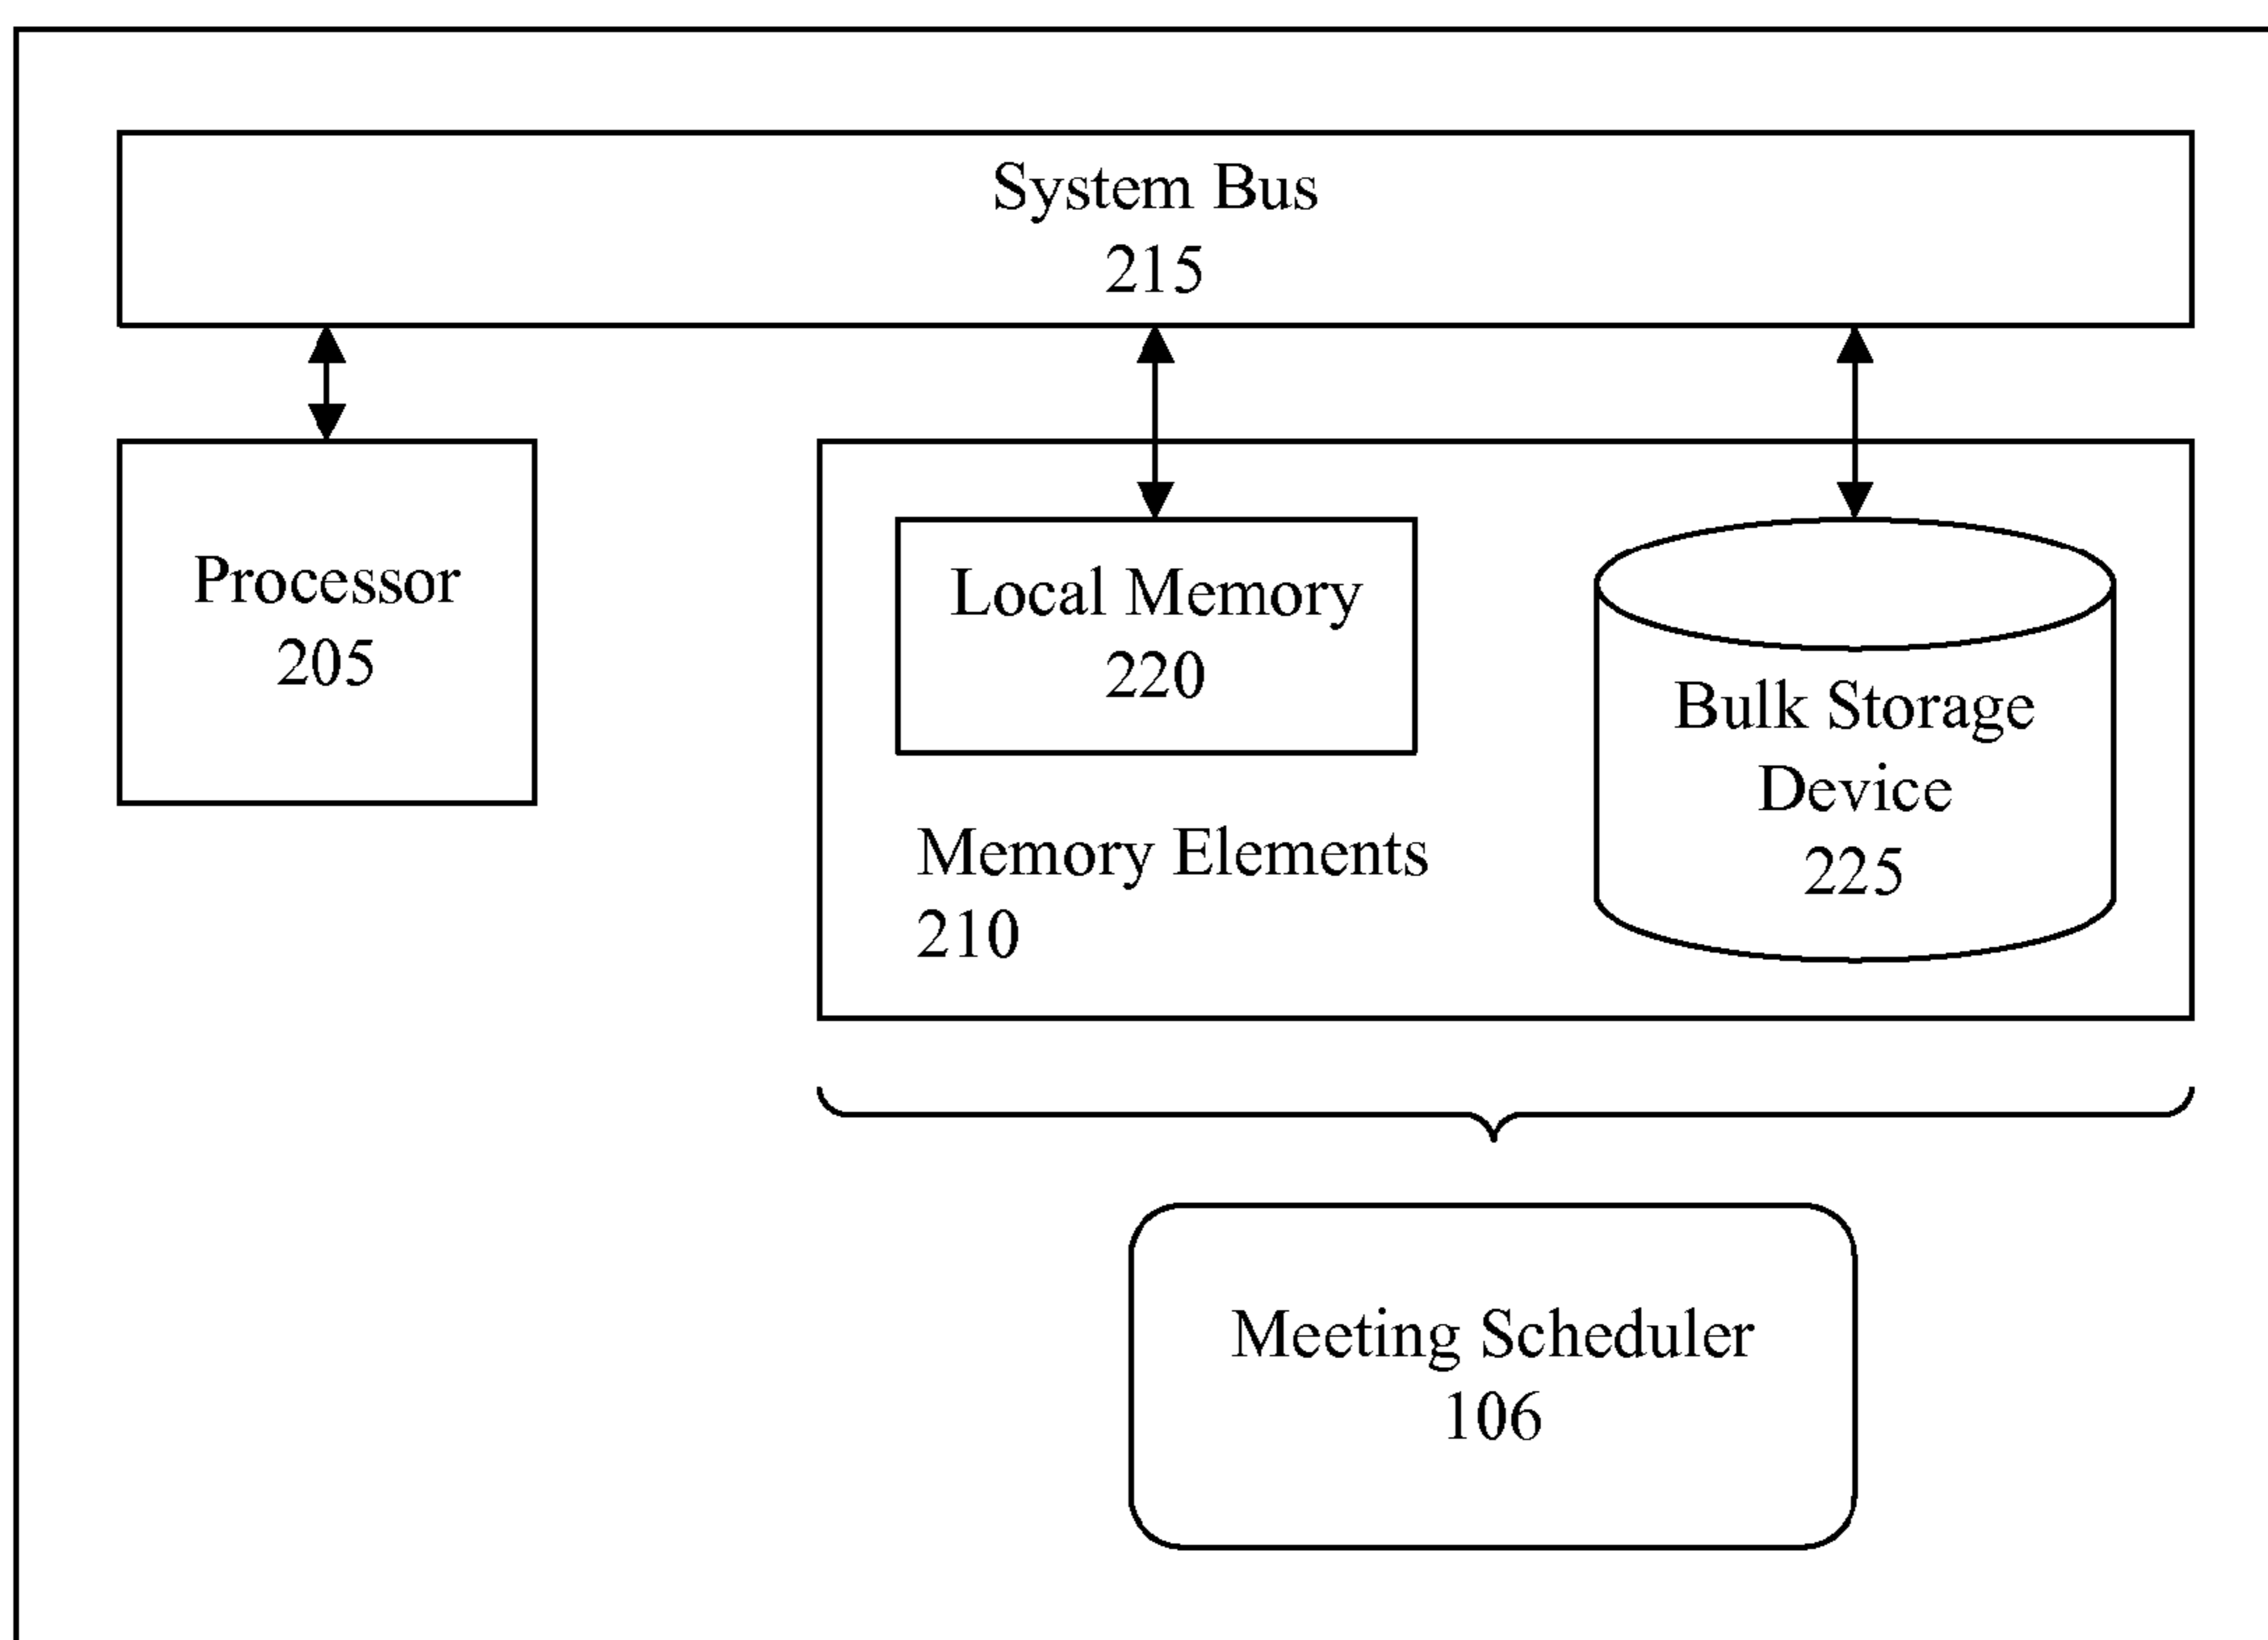 System Bus
215
Processor
205
Local Memory
220
Memory Elements
210
Bulk Storage
Device
225
Meeting Scheduler
106